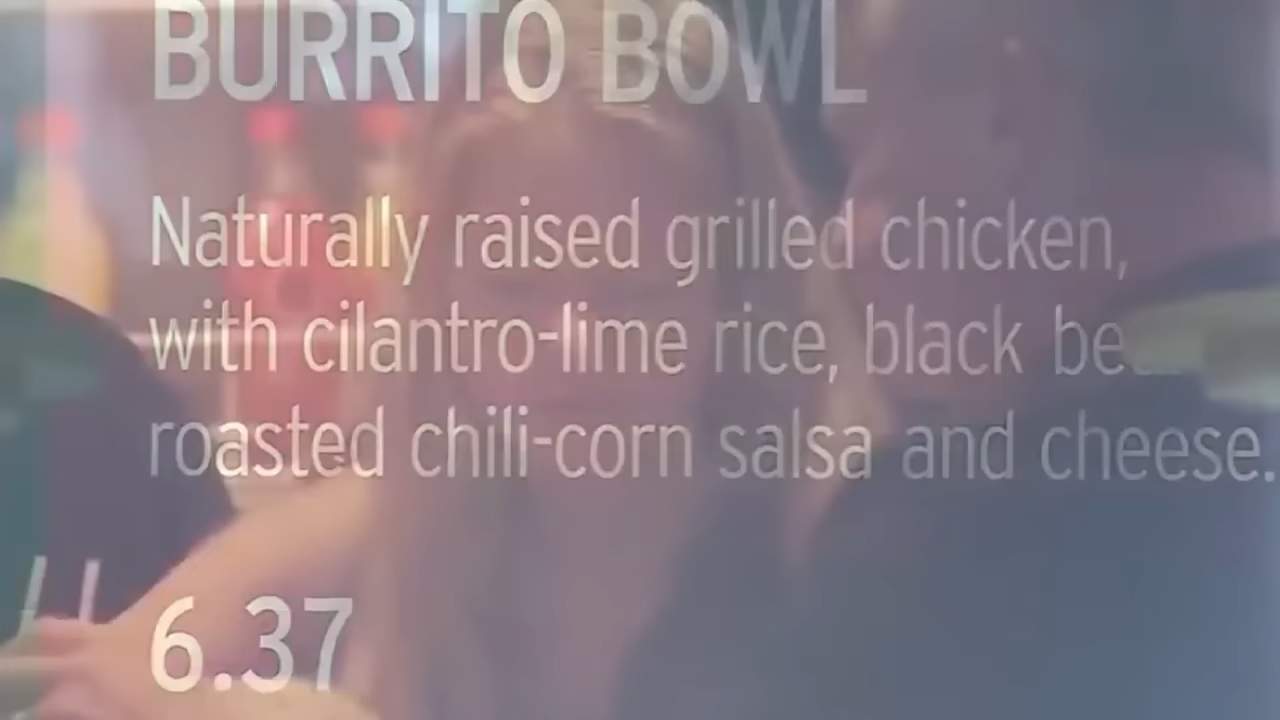 BURRITO BOWL
Naturally raised grilled chicken,
with cilantro-lime rice, black
roasted chili-corn salsa and cheese.
6.37